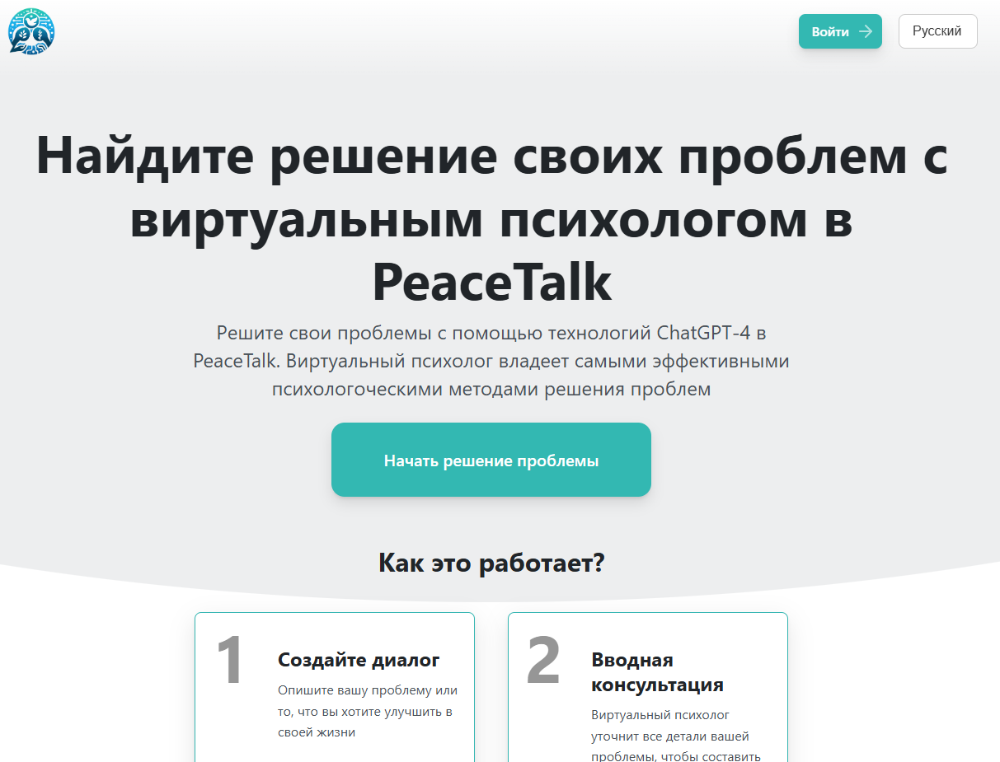 Войти
Русский
Найдите решение своих проблем с
виртуальным психологом в
PeaceTalk
Решите свои проблемы с помощью технологий ChatGPT-4 в
PeaceTalk. Виртуальный психолог владеет самыми эффективными
психологоческими методами решения проблем
Начать решение проблемы
Как это работает?
1
Создайте диалог
Опишите вашу проблему или
то, что вы хотите улучшить в
своей жизни
2
Вводная
консультация
Виртуальный психолог
уточнит все детали вашей
проблемы, чтобы составить